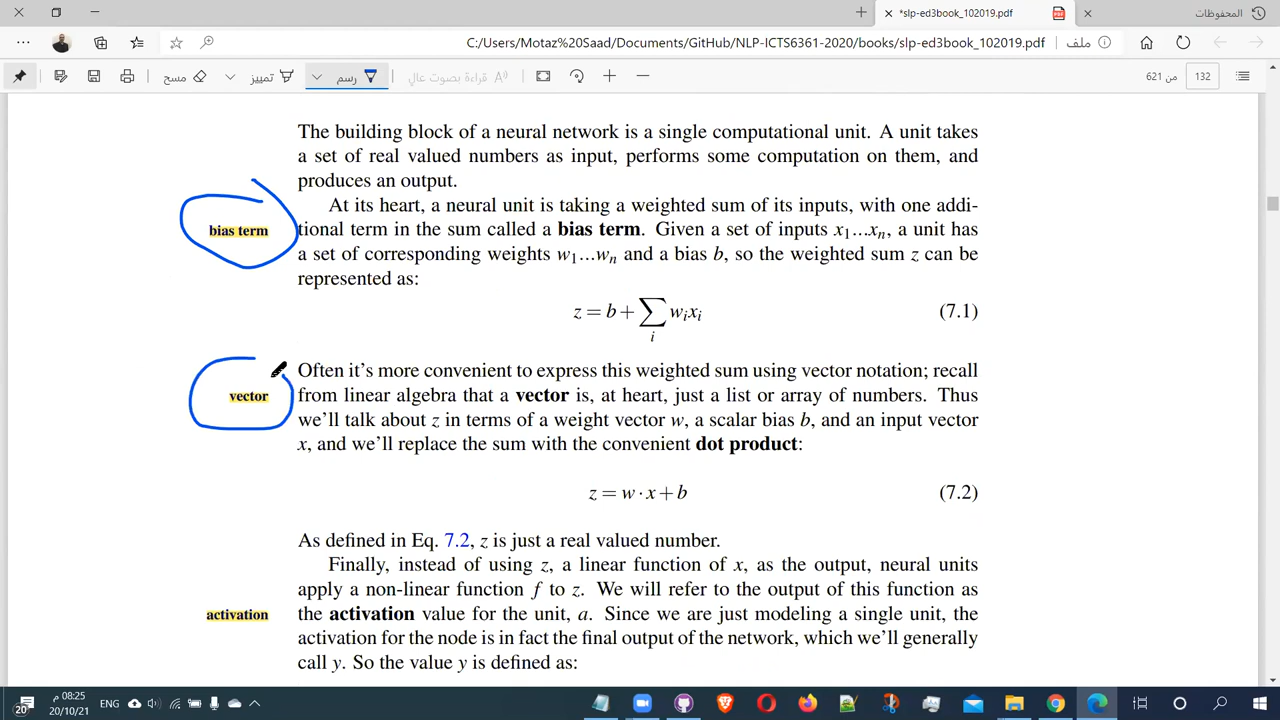 *slp-ed3book_102019.pdf
المحفوظات
C:/Users/Motaz%20Saad/Documents/GitHub/NLP-ICTS6361-2020/books/slp-ed3book_102019.pdf
ملف
مسح
تمييز
رسم
قراءة بصوت عالٍ
من 621
132
The building block of a neural network is a single computational unit. A unit takes
a set of real valued numbers as input, performs some computation on them, and
produces an output.
At its heart, a neural unit is taking a weighted sum of its inputs, with one addi-
bias term
tional term in the sum called a bias term. Given a set of inputs x1...xn, a unit has
a set of corresponding weights w1...wn and a bias b, so the weighted sum z can be
represented as:
z = b + ∑i wixi (7.1)
Often it's more convenient to express this weighted sum using vector notation; recall
vector
from linear algebra that a vector is, at heart, just a list or array of numbers. Thus
we'll talk about z in terms of a weight vector w, a scalar bias b, and an input vector
x, and we'll replace the sum with the convenient dot product:
z = w · x + b (7.2)
As defined in Eq. 7.2, z is just a real valued number.
Finally, instead of using z, a linear function of x, as the output, neural units
apply a non-linear function f to z. We will refer to the output of this function as
activation
the activation value for the unit, a. Since we are just modeling a single unit, the
activation for the node is in fact the final output of the network, which we'll generally
call y. So the value y is defined as:
20
08:25 م
20/10/21
ENG